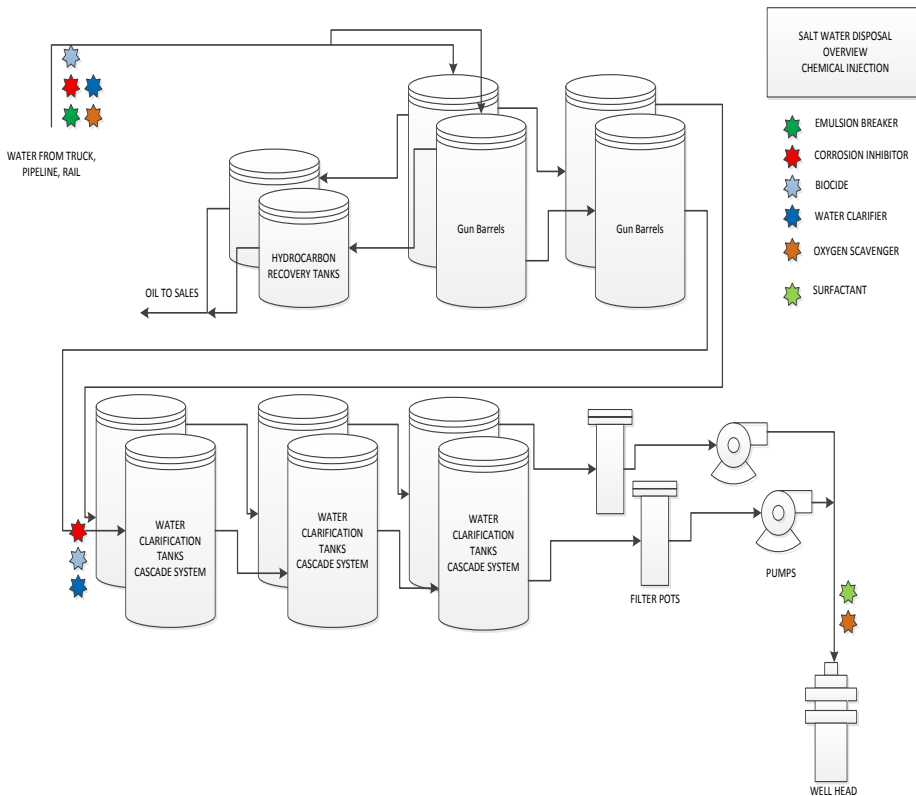 SALT WATER DISPOSAL
OVERVIEW
CHEMICAL INJECTION
EMULSION BREAKER
CORROSION INHIBITOR
BIOCIDE
WATER CLARIFIER
OXYGEN SCAVENGER
SURFACTANT
WATER FROM TRUCK,
PIPELINE, RAIL
Gun Barrels
Gun Barrels
HYDROCARBON
RECOVERY TANKS
OIL TO SALES
WATER
CLARIFICATION
TANKS
CASCADE SYSTEM
WATER
CLARIFICATION
TANKS
CASCADE SYSTEM
WATER
CLARIFICATION
TANKS
CASCADE SYSTEM
FILTER POTS
PUMPS
WELL HEAD